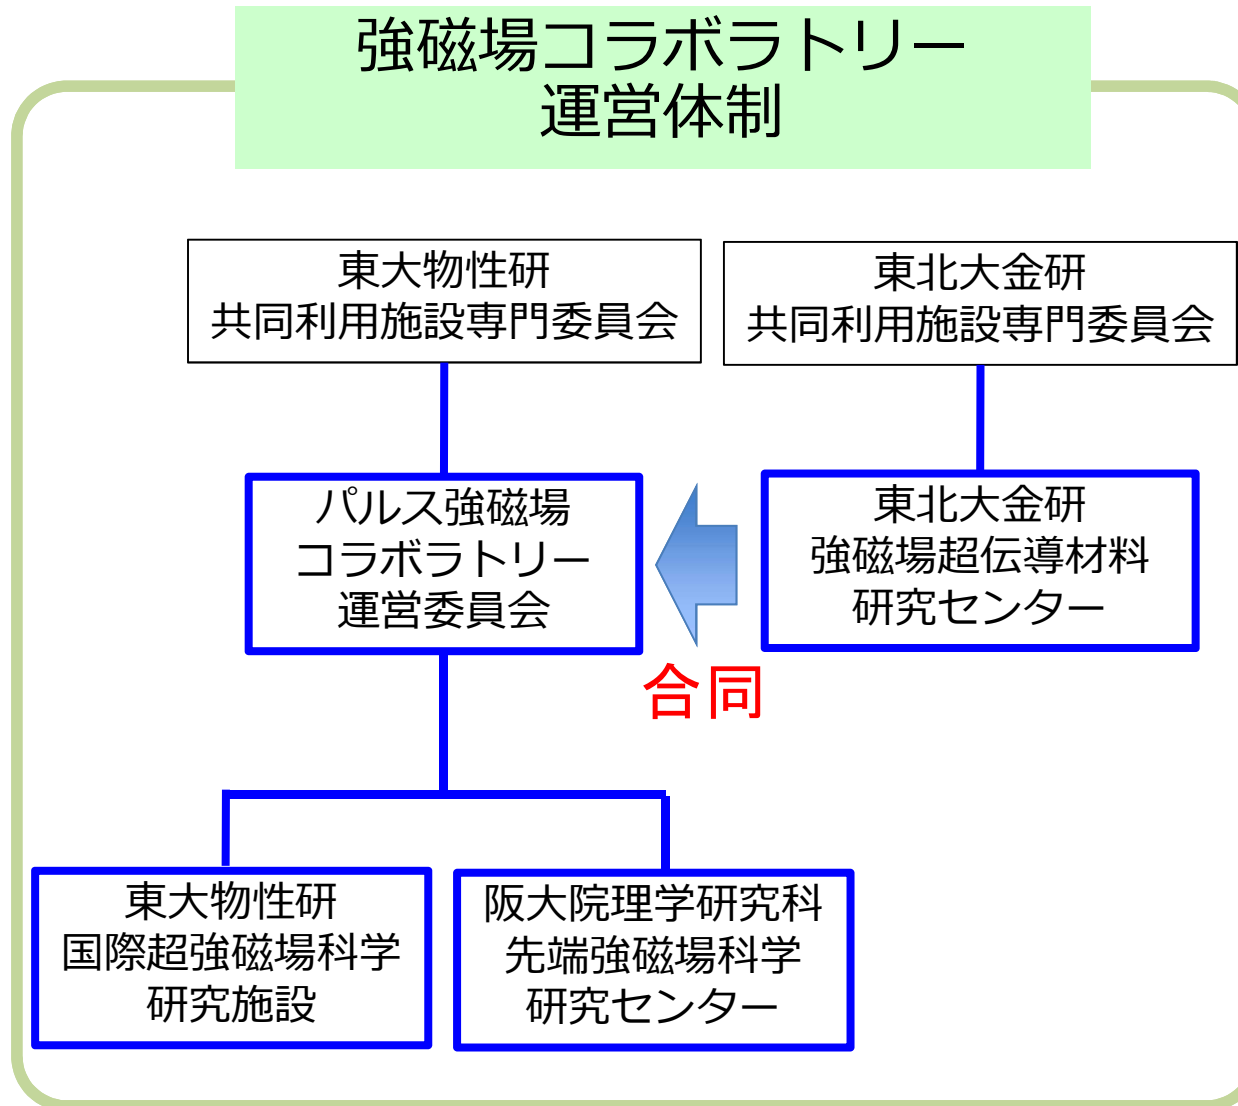 強磁場コラボラトリー
運営体制
東大物性研
共同利用施設専門委員会
東北大金研
共同利用施設専門委員会
パルス強磁場
コラボラトリー
運営委員会
東北大金研
強磁場超伝導材料
研究センター
合同
東大物性研
国際超強磁場科学
研究施設
阪大院理学研究科
先端強磁場科学
研究センター